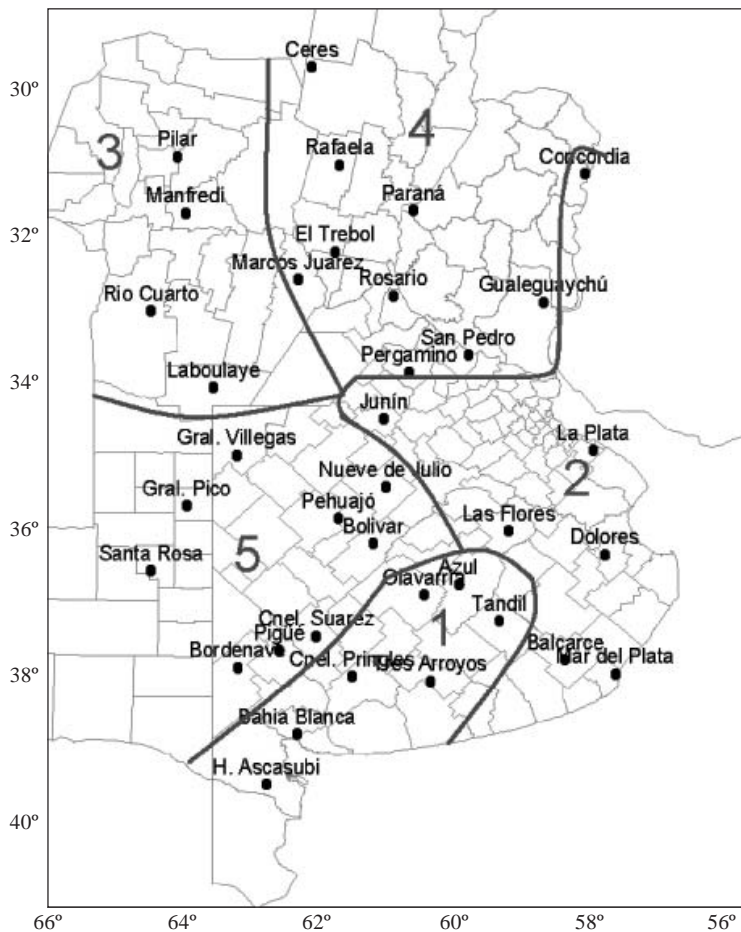 Ceres
30º
3
Pilar
4
Rafaela
Concordia
Manfredi
Paraná
32º
El Trebol
Marcos Juarez
Rosario
Gualeguaychú
Rio Cuarto
San Pedro
Pergamino
Laboulaye
34º
Junín
Gral. Villegas
La Plata
Nueve de Julio
2
Gral. Pico
Pehuajó
Las Flores
36º
Bolivar
Dolores
Santa Rosa
5
Azul
Olavarría
Tandil
Cnel. Suarez
1
Pigüé
Balcarce
Bordenave
Mar del Plata
Cnel. Pringles
Tres Arroyos
38º
Bahia Blanca
H. Ascasubi
40º
66º 64º 62º 60º 58º 56º